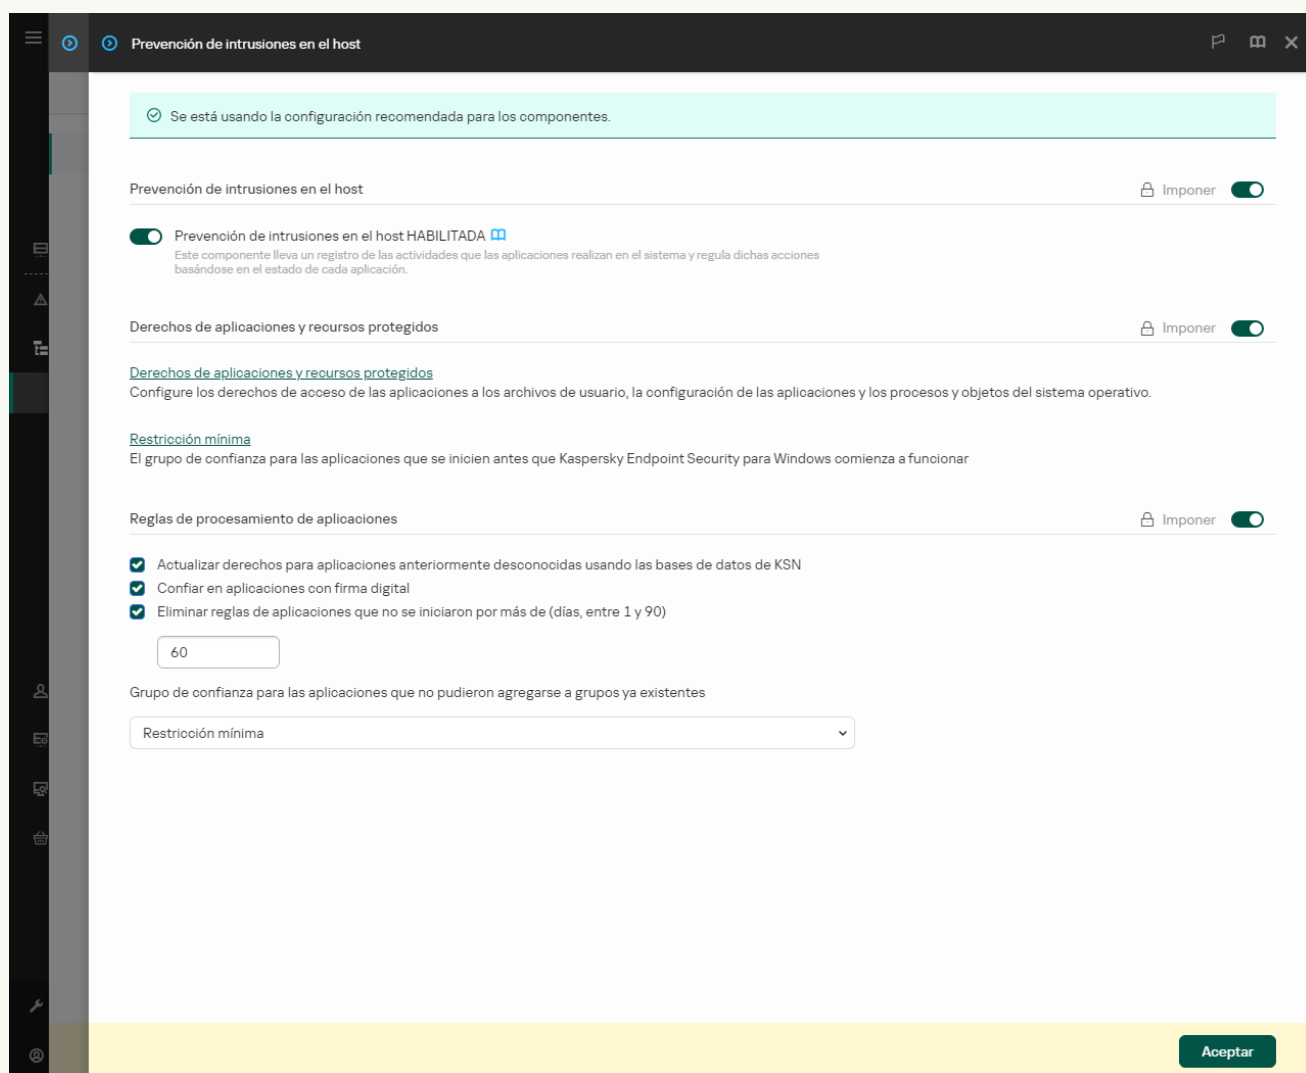 Prevención de intrusiones en el host
Se está usando la configuración recomendada para los componentes.
Prevención de intrusiones en el host
Imponer
Prevención de intrusiones en el host HABILITADA
Este componente lleva un registro de las actividades que las aplicaciones realizan en el sistema y regula dichas acciones
basándose en el estado de cada aplicación.
Derechos de aplicaciones y recursos protegidos
Imponer
Derechos de aplicaciones y recursos protegidos
Configure los derechos de acceso de las aplicaciones a los archivos de usuario, la configuración de las aplicaciones y los procesos y objetos del sistema operativo.
Restricción mínima
El grupo de confianza para las aplicaciones que se inicien antes que Kaspersky Endpoint Security para Windows comienza a funcionar
Reglas de procesamiento de aplicaciones
Imponer
Actualizar derechos para aplicaciones anteriormente desconocidas usando las bases de datos de KSN
Confiar en aplicaciones con firma digital
Eliminar reglas de aplicaciones que no se iniciaron por más de (días, entre 1 y 90)
60
Grupo de confianza para las aplicaciones que no pudieron agregarse a grupos ya existentes
Restricción mínima
Aceptar